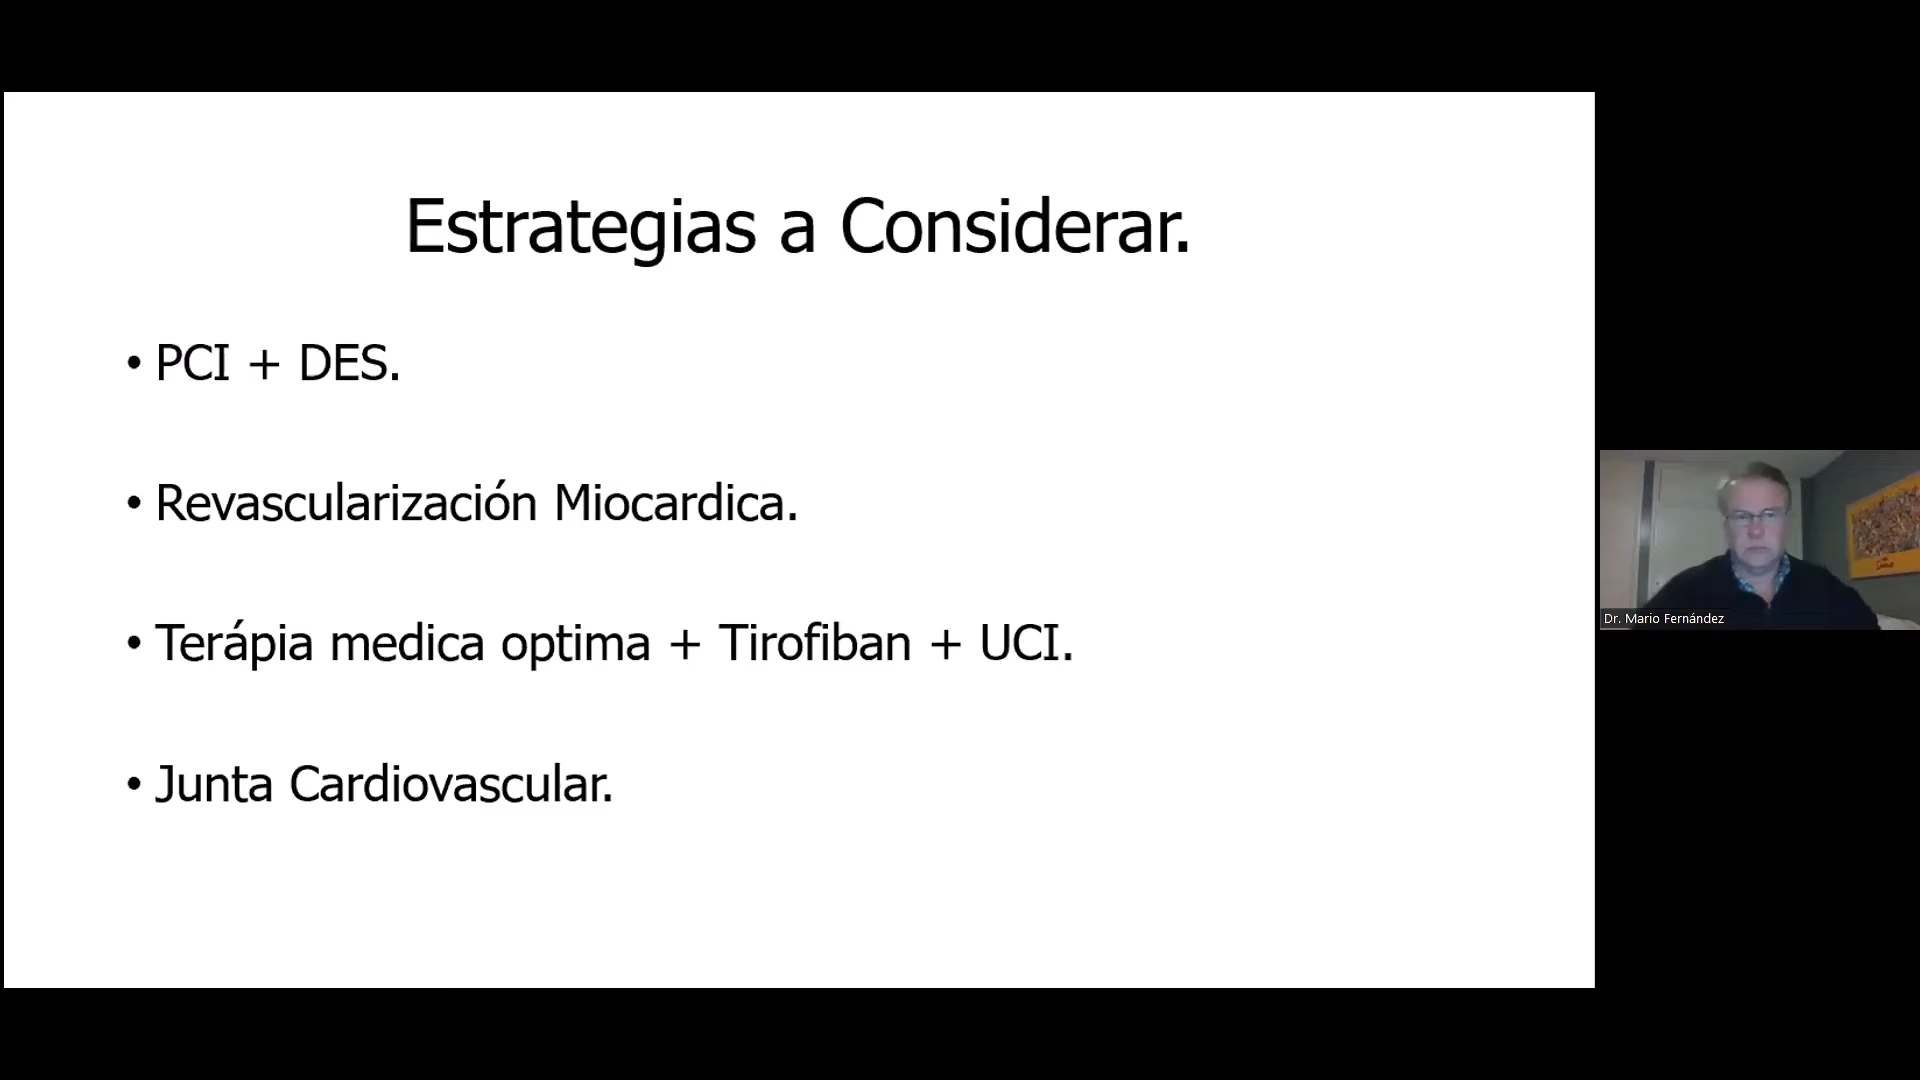 Estrategias a Considerar.
• PCI + DES.
• Revascularización Miocardica.
• Terápia medica optima + Tirofiban + UCI.
• Junta Cardiovascular.
Dr. Mario Fernández